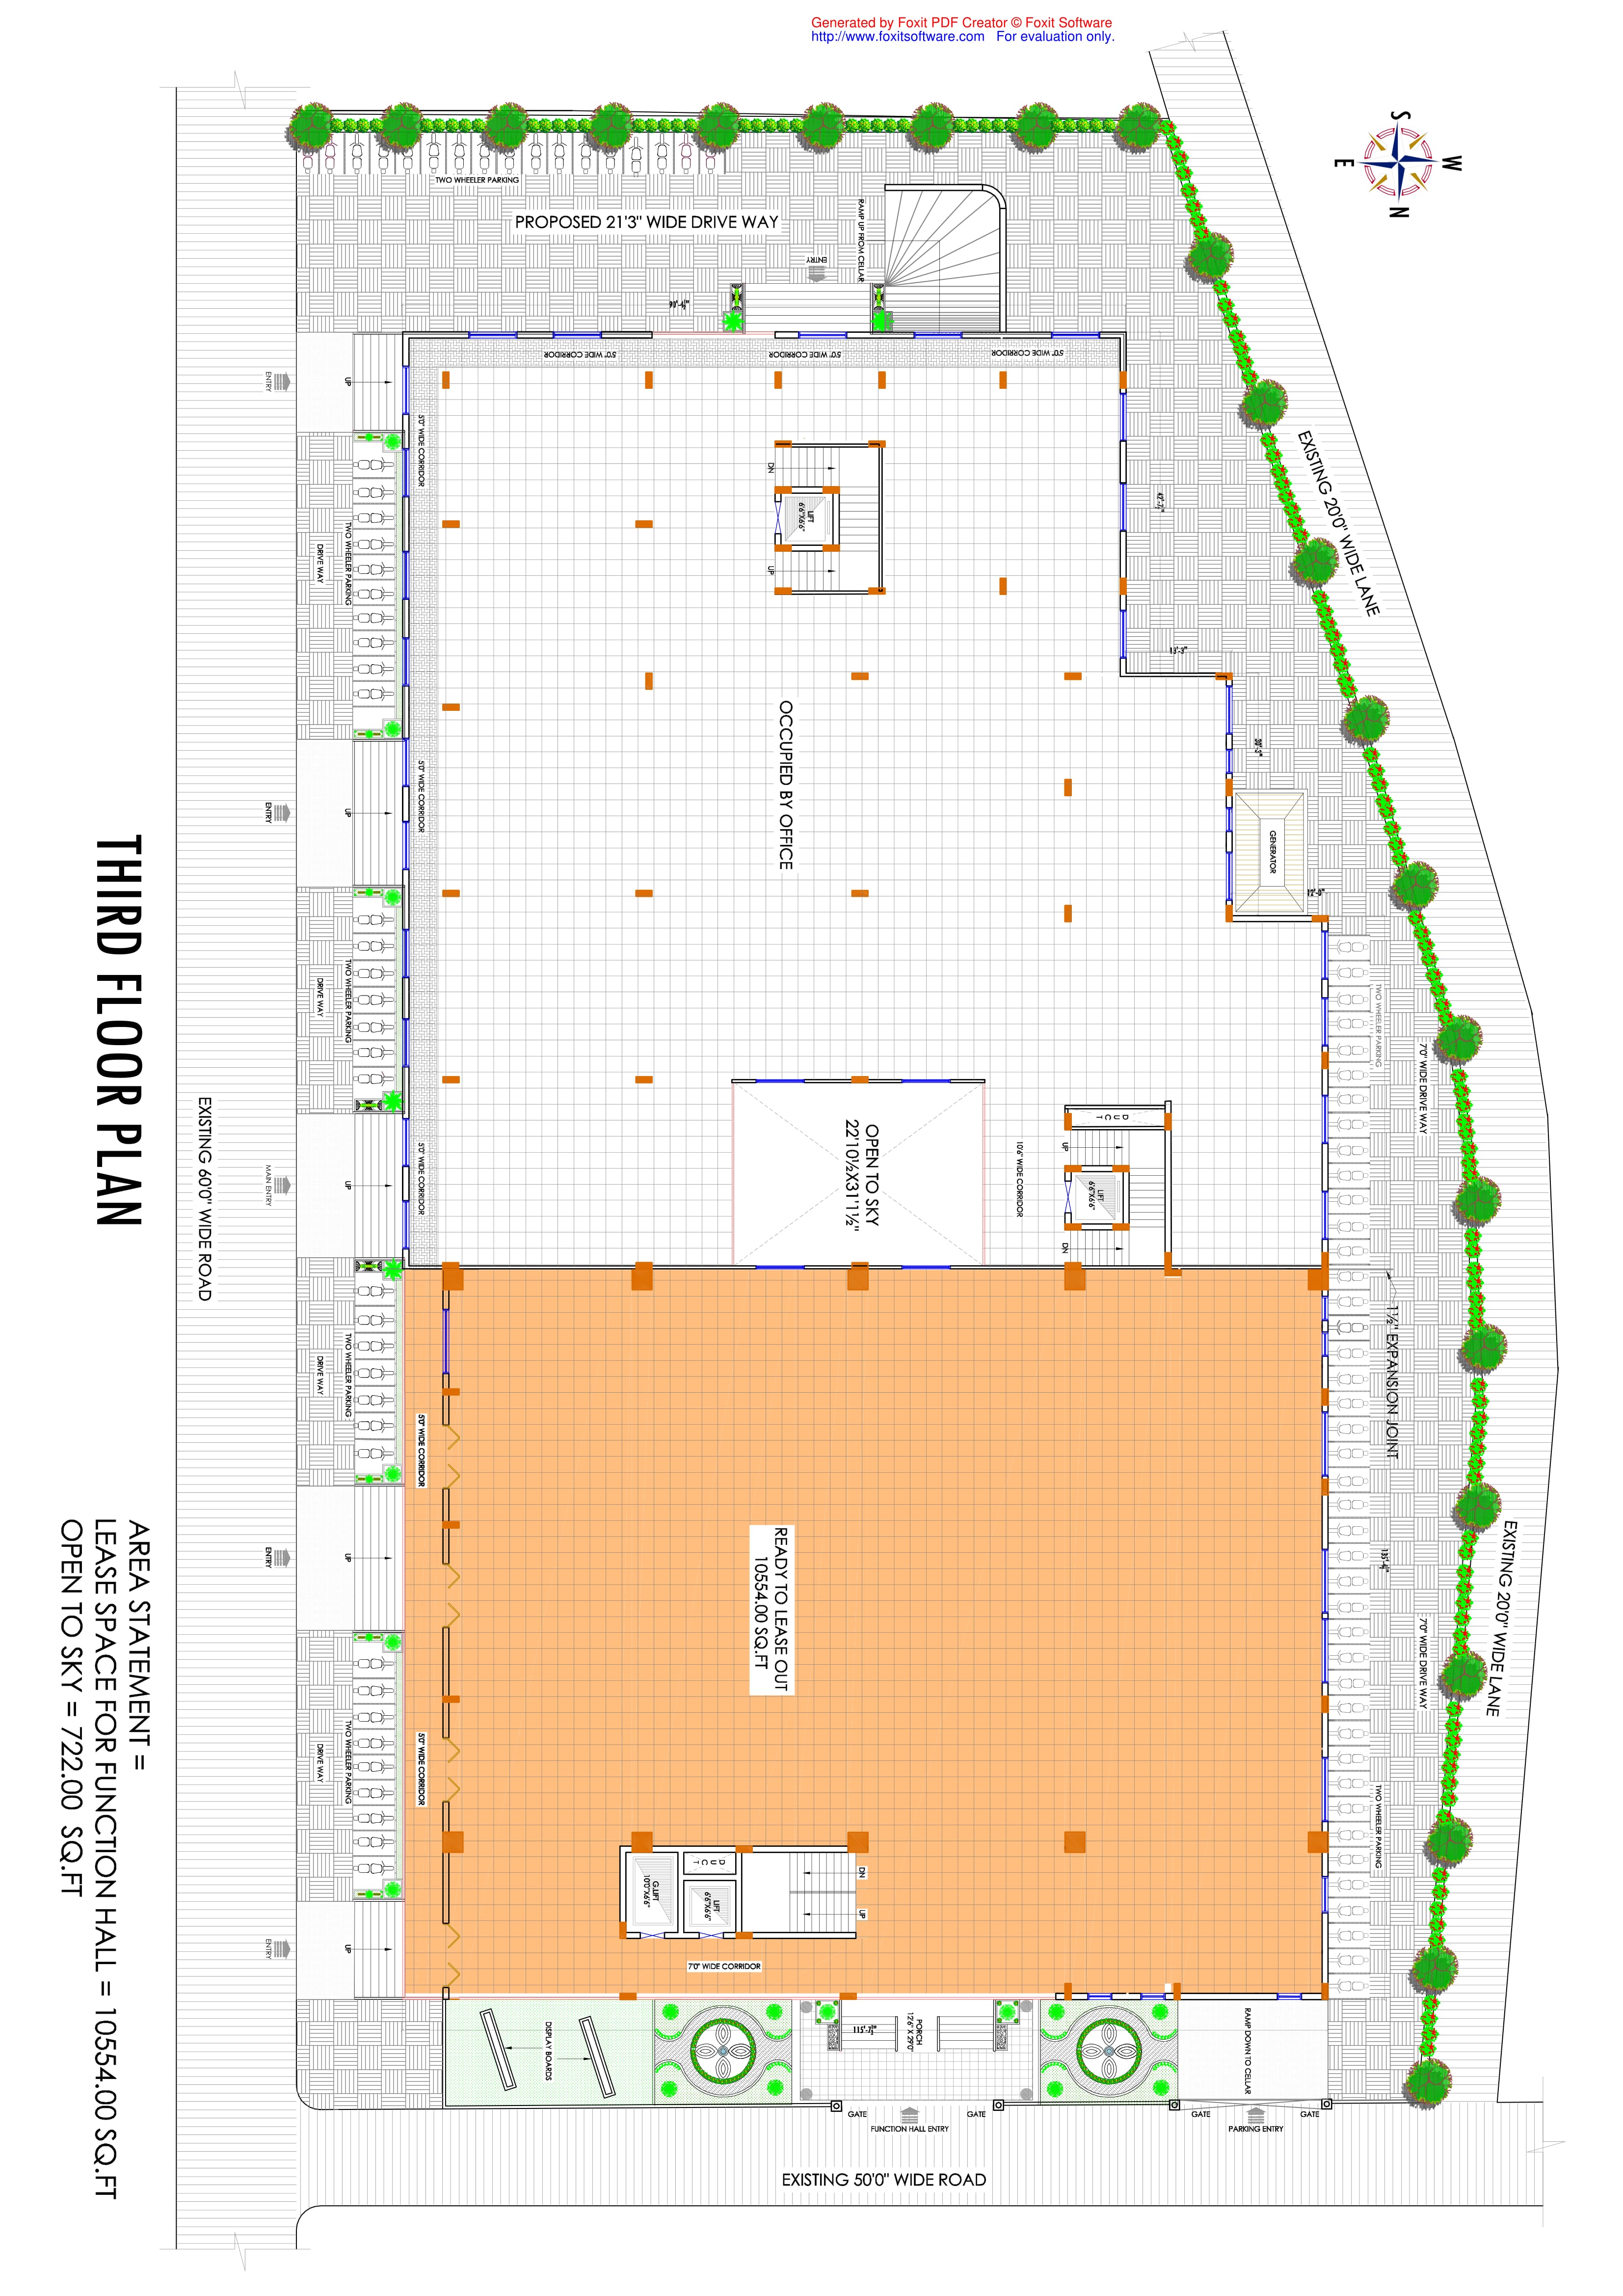 EXISTING 20'0" WIDE LANE
W
S
N
E
7'0" WIDE DRIVE WAY
7'0" WIDE DRIVE WAY
1½" EXPANSION JOINT
TWO WHEELER PARKING
TWO WHEELER PARKING
EXISTING 20'0" WIDE LANE
GENERATOR
GATE
PARKING ENTRY
RAMP DOWN TO CELLAR
GATE
DUCT
LIFT
6'6"X6'6"
UP
DN
10'6" WIDE CORRIDOR
5'0" WIDE CORRIDOR
Generated by Foxit PDF Creator © Foxit Software
http://www.foxitsoftware.com For evaluation only.
GATE
FUNCTION HALL ENTRY
GATE
PORCH
12'6" X 29'0"
EXISTING 50'0" WIDE ROAD
RAMP UP FROM CELLAR
ENTRY
OPEN TO SKY
22'10½X31'1½"
DN
UP
5'0" WIDE CORRIDOR
LIFT
6'6"X6'6"
DN
UP
OCCUPIED BY OFFICE
READY TO LEASE OUT
10554.00 SQ.FT
DUCT
LIFT
6'6"X6'6"
7'0" WIDE CORRIDOR
G.LIFT
10'0"X6'6"
PROPOSED 21'3" WIDE DRIVE WAY
5'0" WIDE CORRIDOR
DISPLAY BOARDS
TWO WHEELER PARKING
5'0" WIDE CORRIDOR
5'0" WIDE CORRIDOR
5'0" WIDE CORRIDOR
5'0" WIDE CORRIDOR
5'0" WIDE CORRIDOR
UP
TWO WHEELER PARKING
UP
TWO WHEELER PARKING
UP
TWO WHEELER PARKING
UP
TWO WHEELER PARKING
UP
DRIVE WAY
DRIVE WAY
DRIVE WAY
DRIVE WAY
ENTRY
ENTRY
MAIN ENTRY
ENTRY
ENTRY
EXISTING 60'0" WIDE ROAD
THIRD FLOOR PLAN
AREA STATEMENT =
LEASE SPACE FOR FUNCTION HALL = 10554.00 SQ.FT
OPEN TO SKY = 722.00 SQ.FT